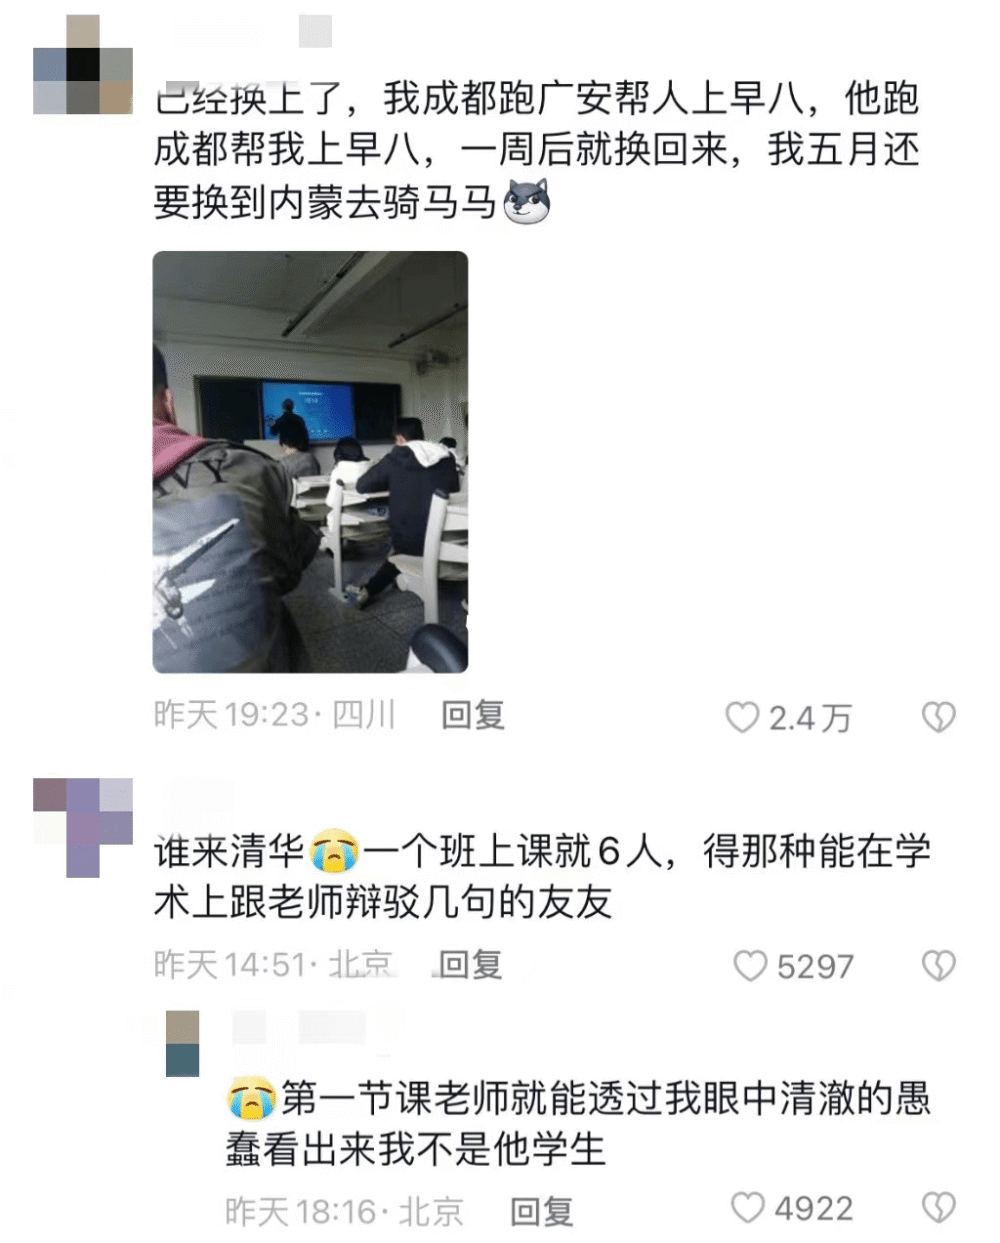 已经换上了，我成都跑广安帮人上早八，他跑
成都帮我上早八，一周后就换回来，我五月还
要换到内蒙去骑马马
昨天19:23·四川 回复 2.4万
谁来清华😭一个班上课就6人，得那种能在学
术上跟老师辩驳几句的友友
昨天14:51·北京 回复 5297
😭第一节课老师就能透过我眼中清澈的愚
蠢看出来我不是他学生
昨天18:16·北京 回复 4922